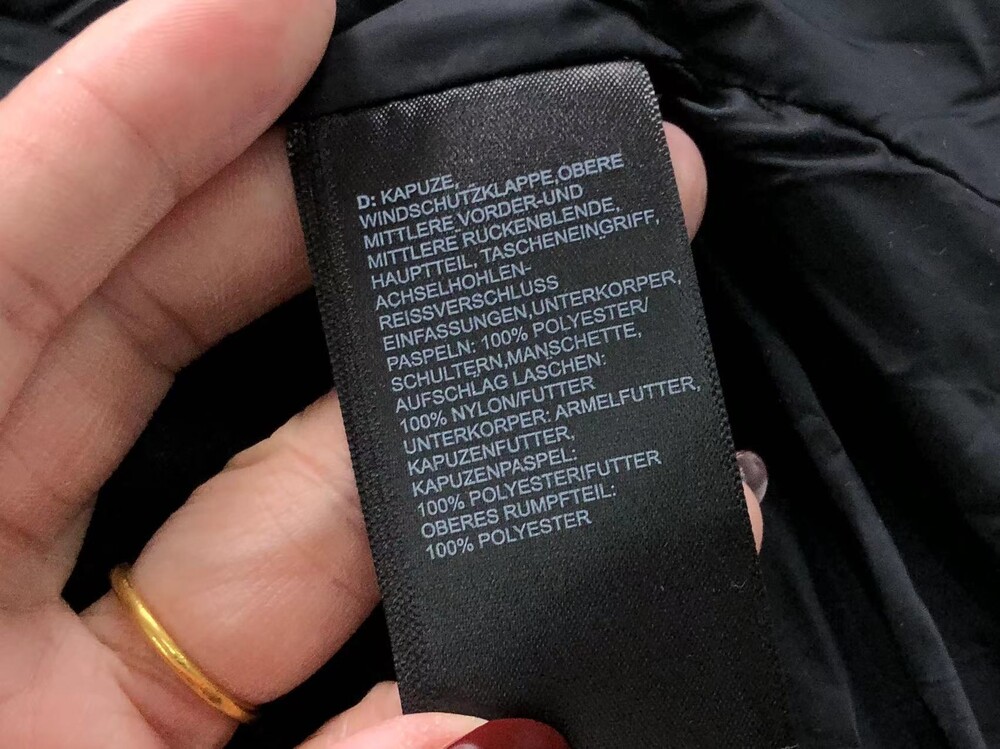 D: KAPUZE,
WINDSCHUTZKLAPPE,OBERE
MITTLERE VORDER-UND
MITTLERE RUCKENBLENDE,
HAUPTTEIL, TASCHENEINGRIFF,
ACHSELHOHLEN-
REISSVERSCHLUSS
EINFASSUNGEN,UNTERKORPER,
PASPELN: 100% POLYESTER/
SCHULTERN,MANSCHETTE,
AUFSCHLAG LASCHEN:
100% NYLON/FUTTER
UNTERKORPER: ARMELFUTTER,
KAPUZENFUTTER,
KAPUZENPASPEL:
100% POLYESTERIFUTTER
OBERES RUMPFTEIL:
100% POLYESTER